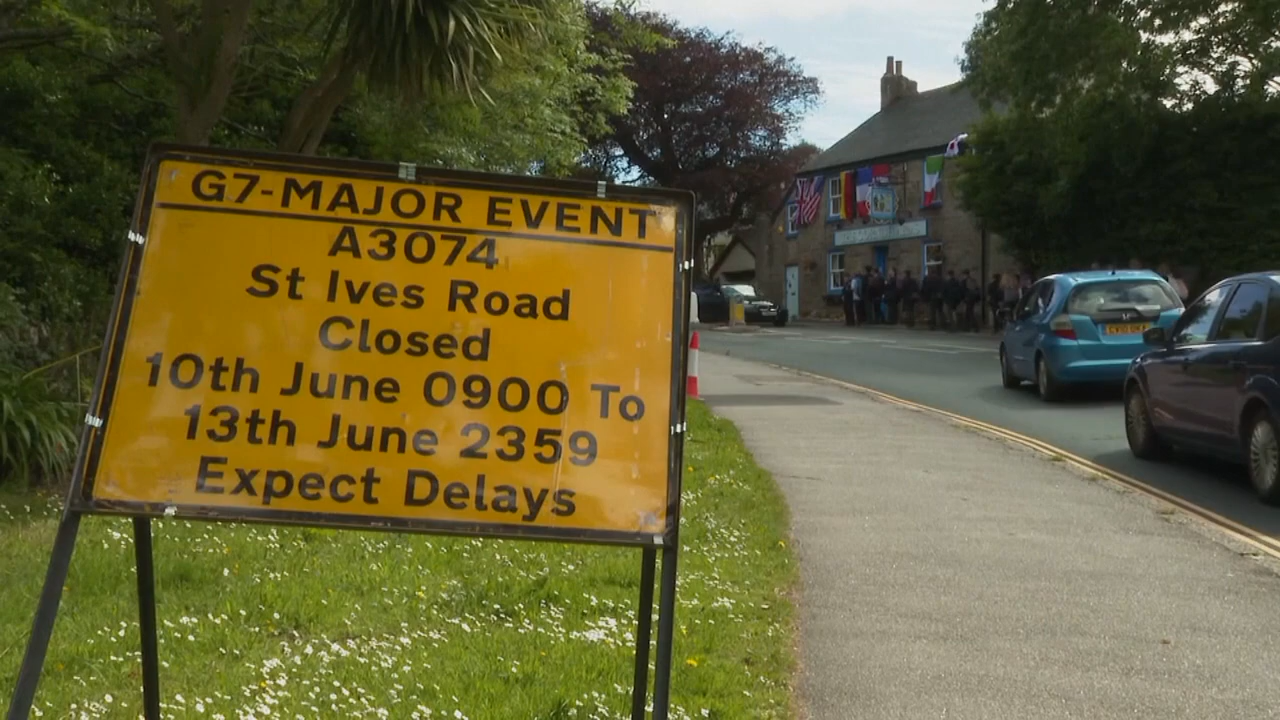 G7-MAJOR EVENT
A3074
St Ives Road
Closed
10th June 0900 To
13th June 2359
Expect Delays